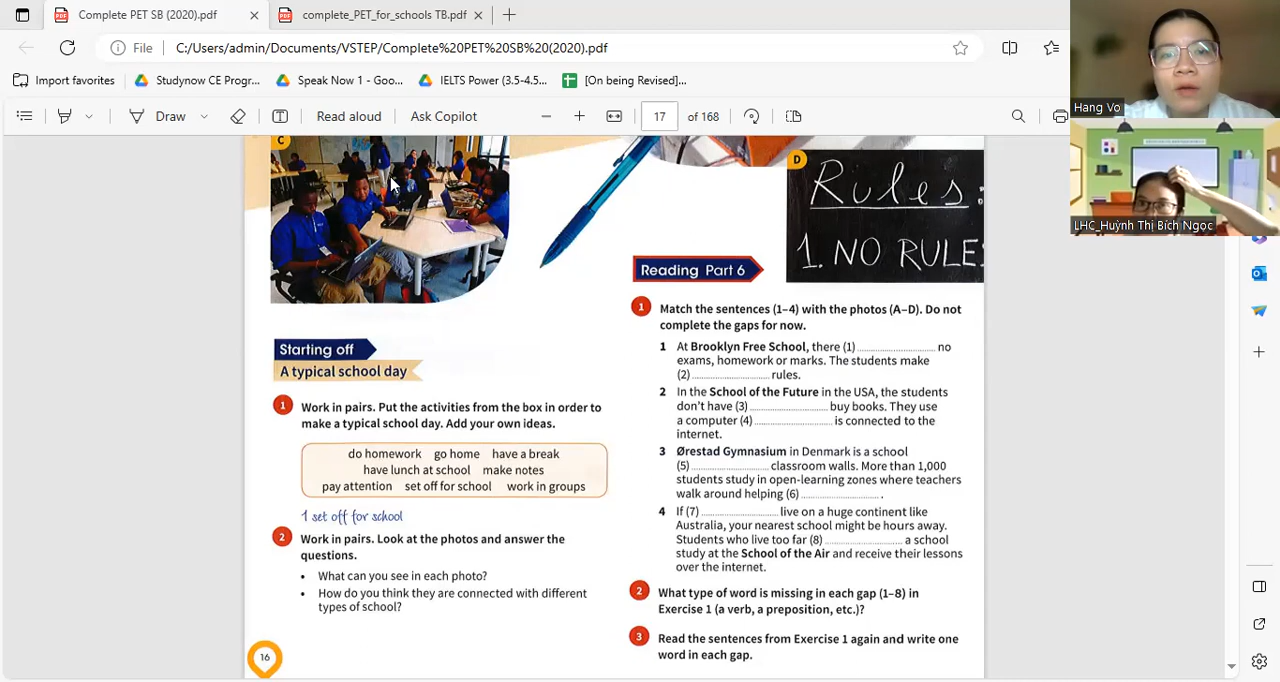 Complete PET SB (2020).pdf
complete_PET_for_schools TB.pdf
File
C:/Users/admin/Documents/VSTEP/Complete%20PET%20SB%20(2020).pdf
Import favorites
Studynow CE Progr...
Speak Now 1 - Goo...
IELTS Power (3.5-4.5...
[On being Revised]...
Draw
Read aloud
Ask Copilot
17
of 168
Hang Vo
LHC_Huỳnh Thị Bích Ngọc
C
D
Rules:
1. NO RULES
Starting off
A typical school day
1 Work in pairs. Put the activities from the box in order to
make a typical school day. Add your own ideas.
do homework go home have a break
have lunch at school make notes
pay attention set off for school work in groups
1 set off for school
2 Work in pairs. Look at the photos and answer the
questions.
• What can you see in each photo?
• How do you think they are connected with different
types of school?
16
Reading Part 6
1 Match the sentences (1–4) with the photos (A–D). Do not
complete the gaps for now.
1 At Brooklyn Free School, there (1) ............................ no
exams, homework or marks. The students make
(2) ............................ rules.
2 In the School of the Future in the USA, the students
don't have (3) ............................ buy books. They use
a computer (4) ............................ is connected to the
internet.
3 Ørestad Gymnasium in Denmark is a school
(5) ............................ classroom walls. More than 1,000
students study in open-learning zones where teachers
walk around helping (6) ............................ .
4 If (7) ............................ live on a huge continent like
Australia, your nearest school might be hours away.
Students who live too far (8) ............................ a school
study at the School of the Air and receive their lessons
over the internet.
2 What type of word is missing in each gap (1–8) in
Exercise 1 (a verb, a preposition, etc.)?
3 Read the sentences from Exercise 1 again and write one
word in each gap.